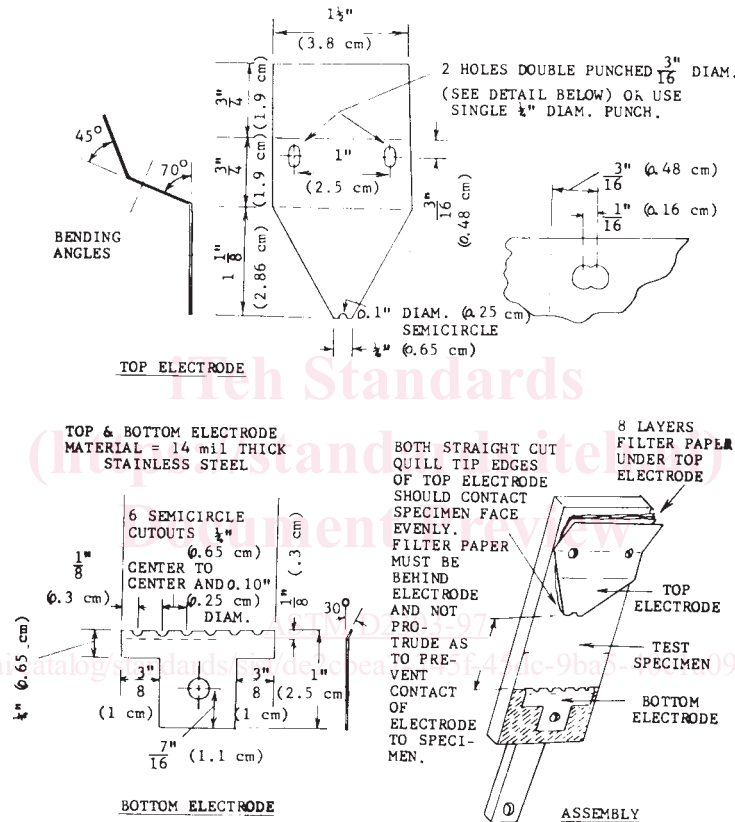 1½"
(3.8 cm)
2 HOLES DOUBLE PUNCHED 3/16" DIAM.
(SEE DETAIL BELOW) OR USE
SINGLE ¼" DIAM. PUNCH.
3/4"
(1.9 cm)
45°
70°
3/4"
(1.9 cm)
1"
(2.5 cm)
3/16"
(0.48 cm)
3/16" (0.48 cm)
1/16" (0.16 cm)
BENDING
ANGLES
1 1/8"
(2.86 cm)
0.1" DIAM. (0.25 cm)
SEMICIRCLE
¼" (0.65 cm)
TOP ELECTRODE
iTeh Standards
TOP & BOTTOM ELECTRODE
MATERIAL = 14 mil THICK
STAINLESS STEEL
Document Preview
6 SEMICIRCLE
CUTOUTS ¼"
(0.65 cm)
CENTER TO
CENTER AND 0.10"
(0.25 cm)
DIAM.
1/8"
(0.3 cm)
1/8"
(.3 cm)
30°
¼" (0.65 cm)
3/8"
(1 cm)
3/8"
(1 cm)
1"
(2.5 cm
7/16" (1.1 cm)
BOTTOM ELECTRODE
BOTH STRAIGHT CUT
QUILL TIP EDGES
OF TOP ELECTRODE
SHOULD CONTACT
SPECIMEN FACE
EVENLY.
FILTER PAPER
MUST BE
BEHIND
ELECTRODE
AND NOT
PRO-
TRUDE AS
TO PRE-
VENT
CONTACT
OF
ELECTRODE
TO SPECI-
MEN.
8 LAYERS
FILTER PAPER
UNDER TOP
ELECTRODE
TOP
ELECTRODE
TEST
SPECIMEN
BOTTOM
ELECTRODE
ASSEMBLY